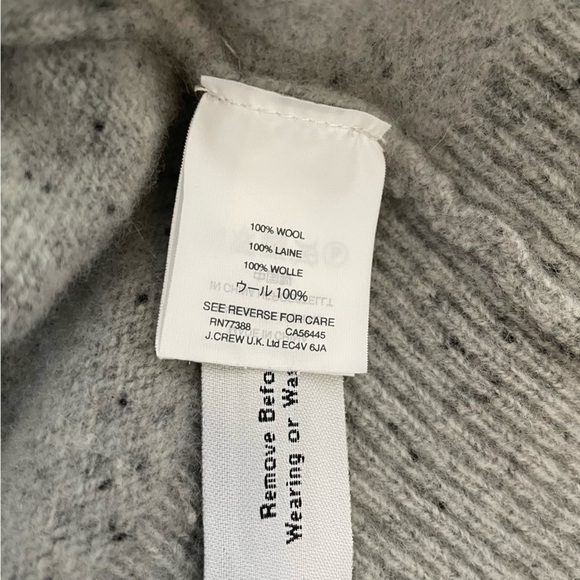 100% WOOL
100% LAINE
100% WOLLE
ウール 100%
SEE REVERSE FOR CARE
RN77388 CA56445
J.CREW U.K. Ltd EC4V 6JA
Remove Befo
Wearing or Was